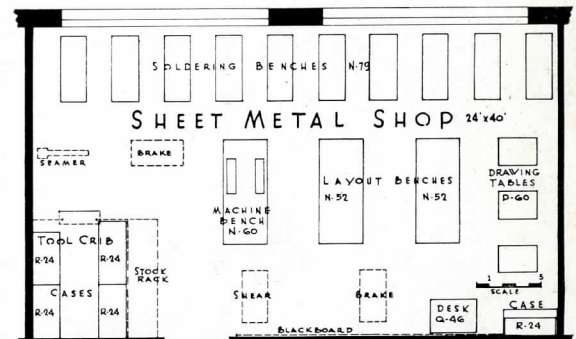 SOLDERING BENCHES N-79
SHEET METAL SHOP 24'x40'
SEAMER
BRAKE
MACHINE
BENCH
N-60
LAYOUT BENCHES
N-52
N-52
DRAWING
TABLES
P-60
TOOL CRIB
R-24
R-24
STOCK
RACK
CASES
R-24
R-24
SHEAR
BRAKE
1 5
SCALE
DESK
Q-46
CASE
R-24
BLACKBOARD